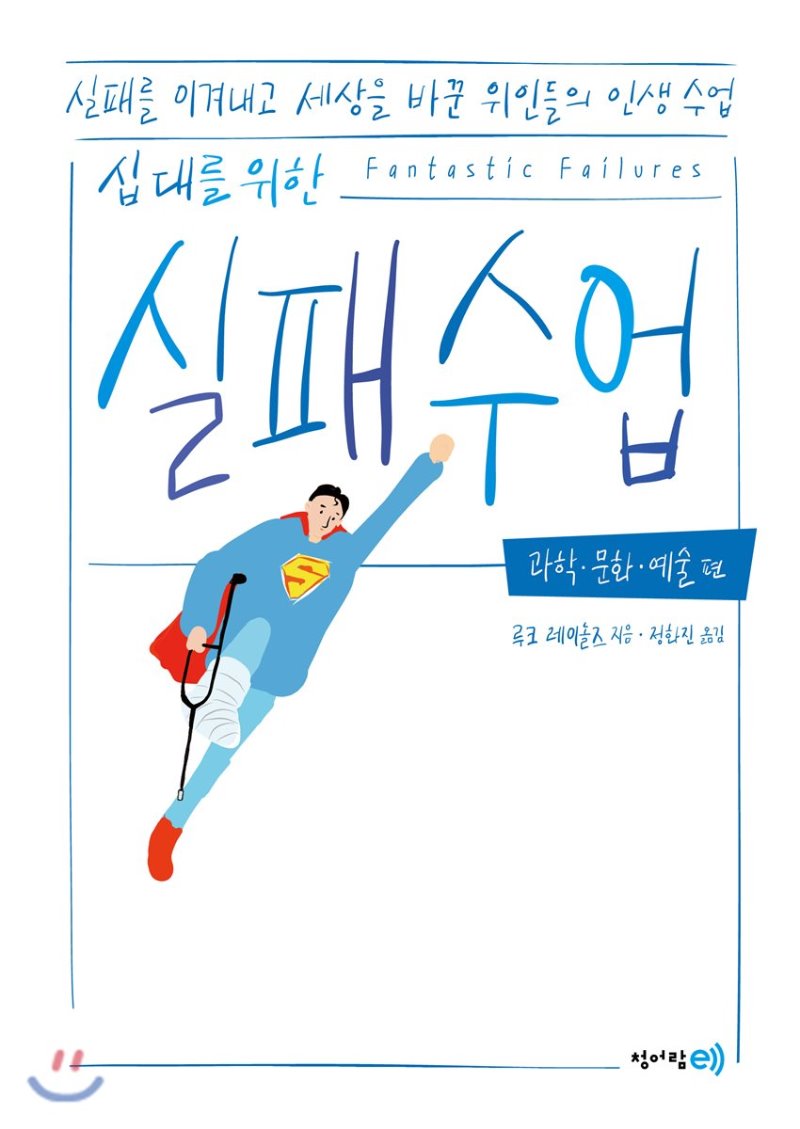 실패를 이겨내고 세상을 바꾼 위인들의 인생 수업
십대를 위한 Fantastic Failures
실패수업
S
과학·문화·예술 편
루크 레이놀즈 지음·정화진 옮김
청어람e